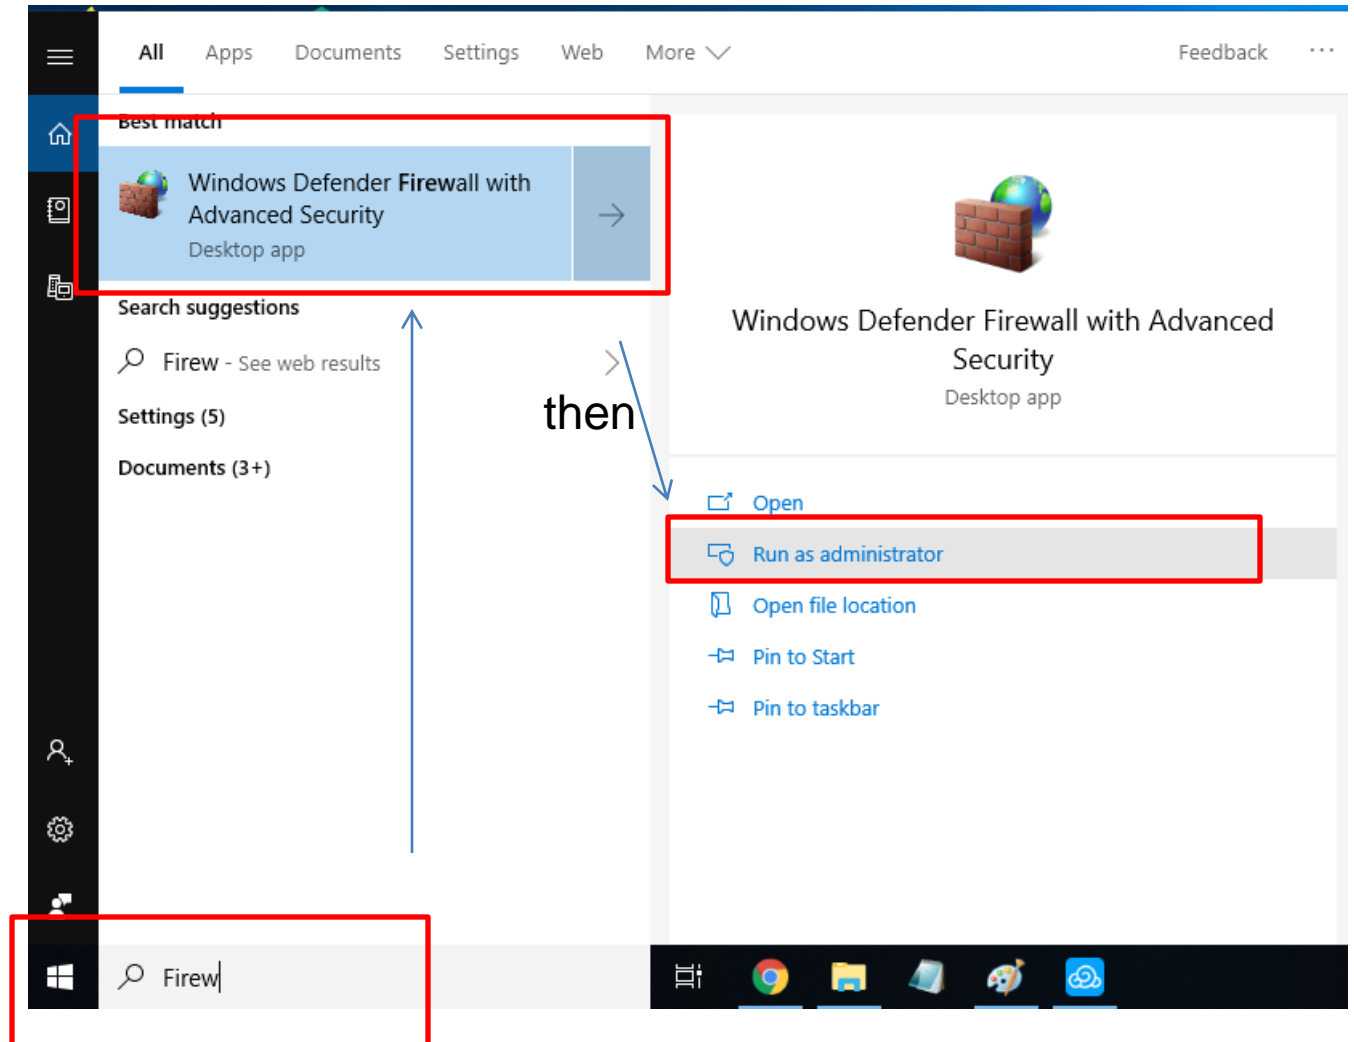 All Apps Documents Settings Web More Feedback ...
Best match
Windows Defender Firewall with
Advanced Security
Desktop app
Search suggestions
Firew - See web results
then
Settings (5)
Documents (3+)
Windows Defender Firewall with Advanced
Security
Desktop app
Open
Run as administrator
Open file location
Pin to Start
Pin to taskbar
Firew